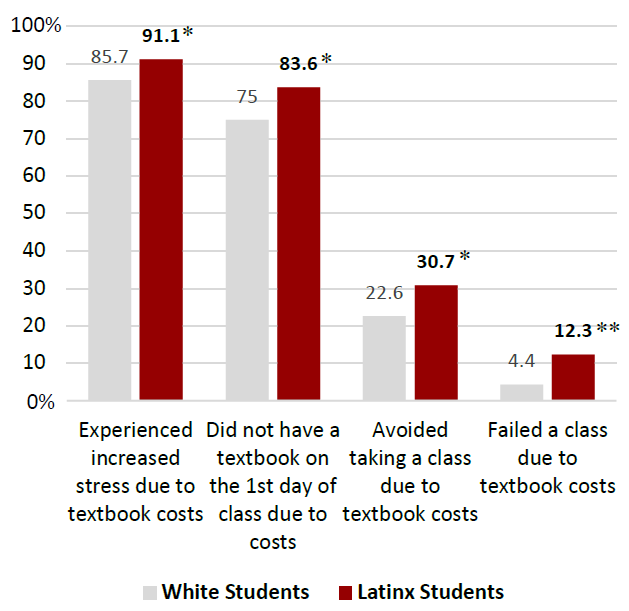 100%
90
80
70
60
50
40
30
20
10
0%
85.7
91.1*
75
83.6*
22.6
30.7*
4.4
12.3**
Experienced
increased
stress due to
textbook costs
Did not have a
textbook on
the 1st day of
class due to
costs
Avoided
taking a class
due to
textbook costs
Failed a class
due to
textbook costs
White Students
Latinx Students